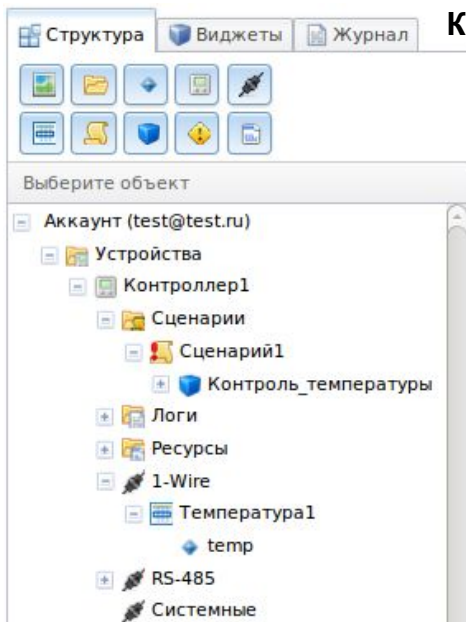 Структура Виджеты Журнал К
Выберите объект
Аккаунт (test@test.ru)
Устройства
Контроллер1
Сценарии
Сценарий1
Контроль_температуры
Логи
Ресурсы
1-Wire
Температура1
temp
RS-485
Системные